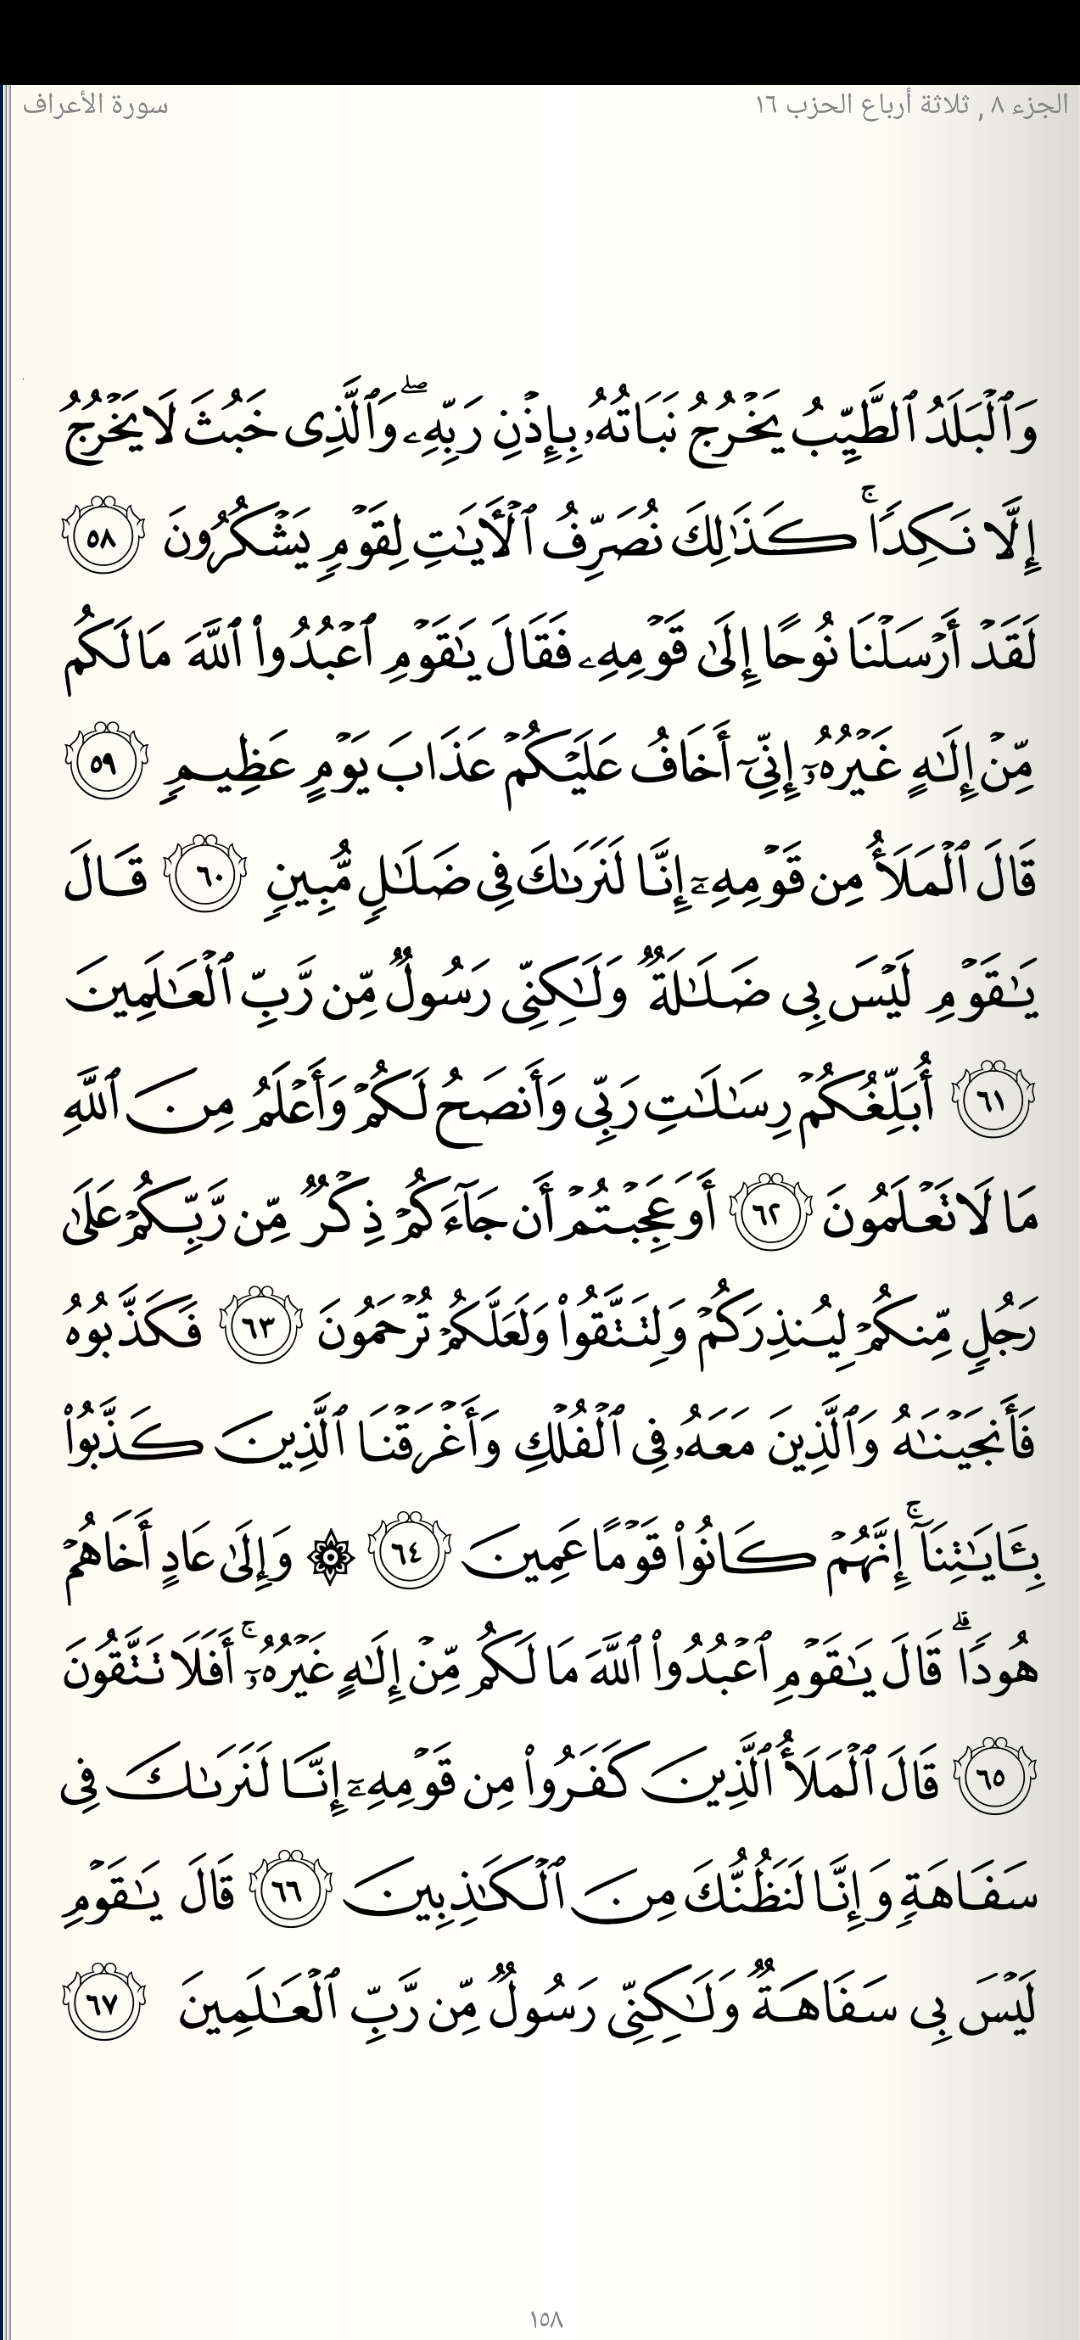 الجزء ٨ , ثلاثة أرباع الحزب ١٦
سورة الأعراف
وَٱلْبَلَدُ ٱلطَّيِّبُ يَخْرُجُ نَبَاتُهُۥ بِإِذْنِ رَبِّهِۦۖ وَٱلَّذِى خَبُثَ لَا يَخْرُجُ
إِلَّا نَكِدًاۚ كَذَٰلِكَ نُصَرِّفُ ٱلْأَيَٰتِ لِقَوْمٍ يَشْكُرُونَ ٥٨
لَقَدْ أَرْسَلْنَا نُوحًا إِلَىٰ قَوْمِهِۦ فَقَالَ يَٰقَوْمِ ٱعْبُدُوا۟ ٱللَّهَ مَا لَكُم
مِّنْ إِلَٰهٍ غَيْرُهُۥٓ إِنِّىٓ أَخَافُ عَلَيْكُمْ عَذَابَ يَوْمٍ عَظِيمٍ ٥٩
قَالَ ٱلْمَلَأُ مِن قَوْمِهِۦٓ إِنَّا لَنَرَىٰكَ فِى ضَلَٰلٍ مُّبِينٍ ٦٠ قَالَ
يَٰقَوْمِ لَيْسَ بِى ضَلَٰلَةٌ وَلَٰكِنِّى رَسُولٌ مِّن رَّبِّ ٱلْعَٰلَمِينَ
٦١ أُبَلِّغُكُمْ رِسَٰلَٰتِ رَبِّى وَأَنصَحُ لَكُمْ وَأَعْلَمُ مِنَ ٱللَّهِ
مَا لَا تَعْلَمُونَ ٦٢ أَوَعَجِبْتُمْ أَن جَآءَكُمْ ذِكْرٌ مِّن رَّبِّكُمْ عَلَىٰ
رَجُلٍ مِّنكُمْ لِيُنذِرَكُمْ وَلِتَتَّقُوا۟ وَلَعَلَّكُمْ تُرْحَمُونَ ٦٣ فَكَذَّبُوهُ
فَأَنجَيْنَٰهُ وَٱلَّذِينَ مَعَهُۥ فِى ٱلْفُلْكِ وَأَغْرَقْنَا ٱلَّذِينَ كَذَّبُوا۟
بِـَٔايَٰتِنَآۚ إِنَّهُمْ كَانُوا۟ قَوْمًا عَمِينَ ٦٤ ۞ وَإِلَىٰ عَادٍ أَخَاهُمْ
هُودًاۗ قَالَ يَٰقَوْمِ ٱعْبُدُوا۟ ٱللَّهَ مَا لَكُم مِّنْ إِلَٰهٍ غَيْرُهُۥٓۚ أَفَلَا تَتَّقُونَ
٦٥ قَالَ ٱلْمَلَأُ ٱلَّذِينَ كَفَرُوا۟ مِن قَوْمِهِۦٓ إِنَّا لَنَرَىٰكَ فِى
سَفَاهَةٍ وَإِنَّا لَنَظُنُّكَ مِنَ ٱلْكَٰذِبِينَ ٦٦ قَالَ يَٰقَوْمِ
لَيْسَ بِى سَفَاهَةٌ وَلَٰكِنِّى رَسُولٌ مِّن رَّبِّ ٱلْعَٰلَمِينَ ٦٧
١٥٨